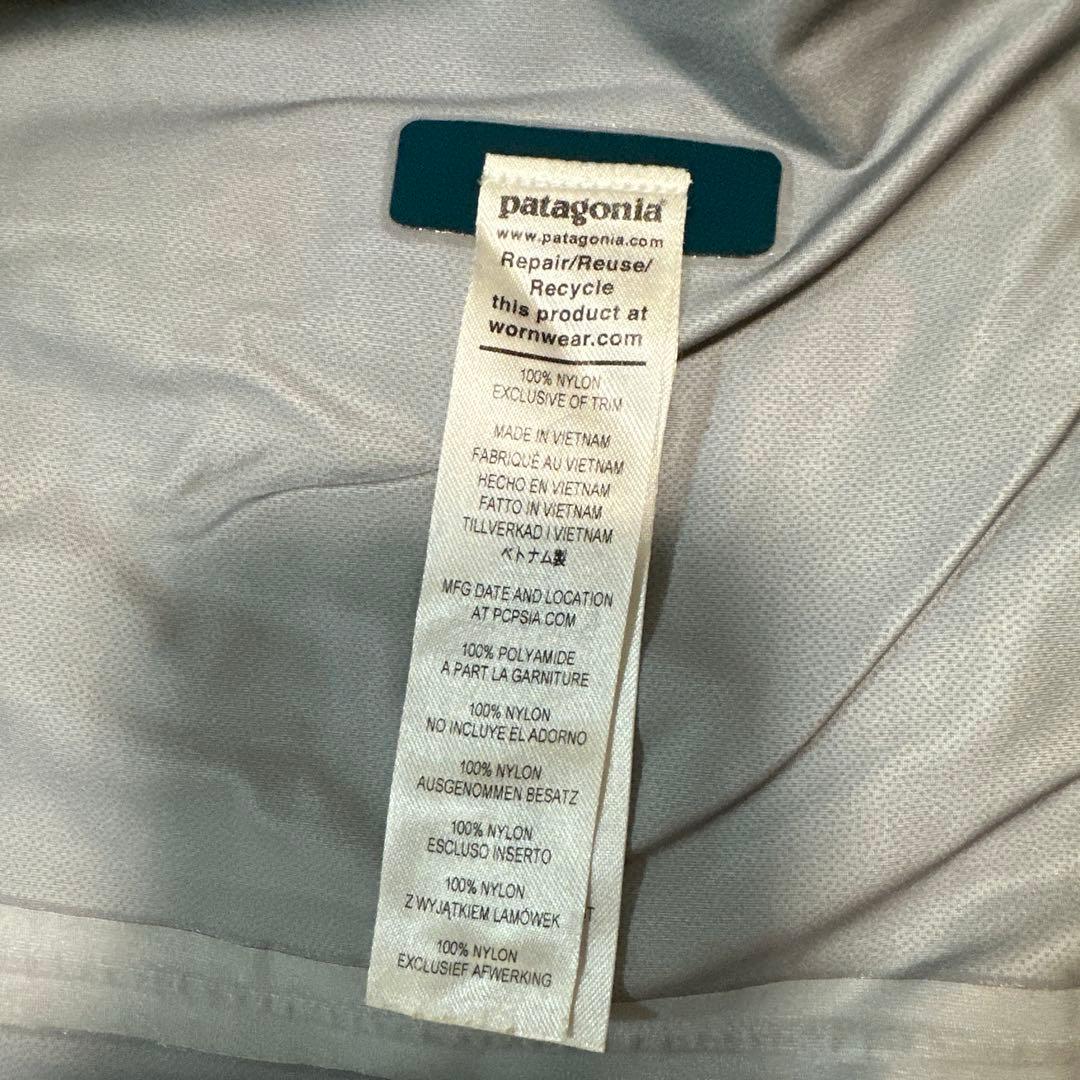 patagonia®
www.patagonia.com
Repair/Reuse/
Recycle
this product at
wornwear.com
100% NYLON
EXCLUSIVE OF TRIM
MADE IN VIETNAM
FABRIQUÉ AU VIETNAM
HECHO EN VIETNAM
FATTO IN VIETNAM
TILLVERKAD I VIETNAM
ベトナム製
MFG DATE AND LOCATION
AT PCPSIA.COM
100% POLYAMIDE
A PART LA GARNITURE
100% NYLON
NO INCLUYE EL ADORNO
100% NYLON
AUSGENOMMEN BESATZ
100% NYLON
ESCLUSO INSERTO
100% NYLON
Z WYJĄTKIEM LAMÓWEK
100% NYLON
EXCLUSIEF AFWERKING